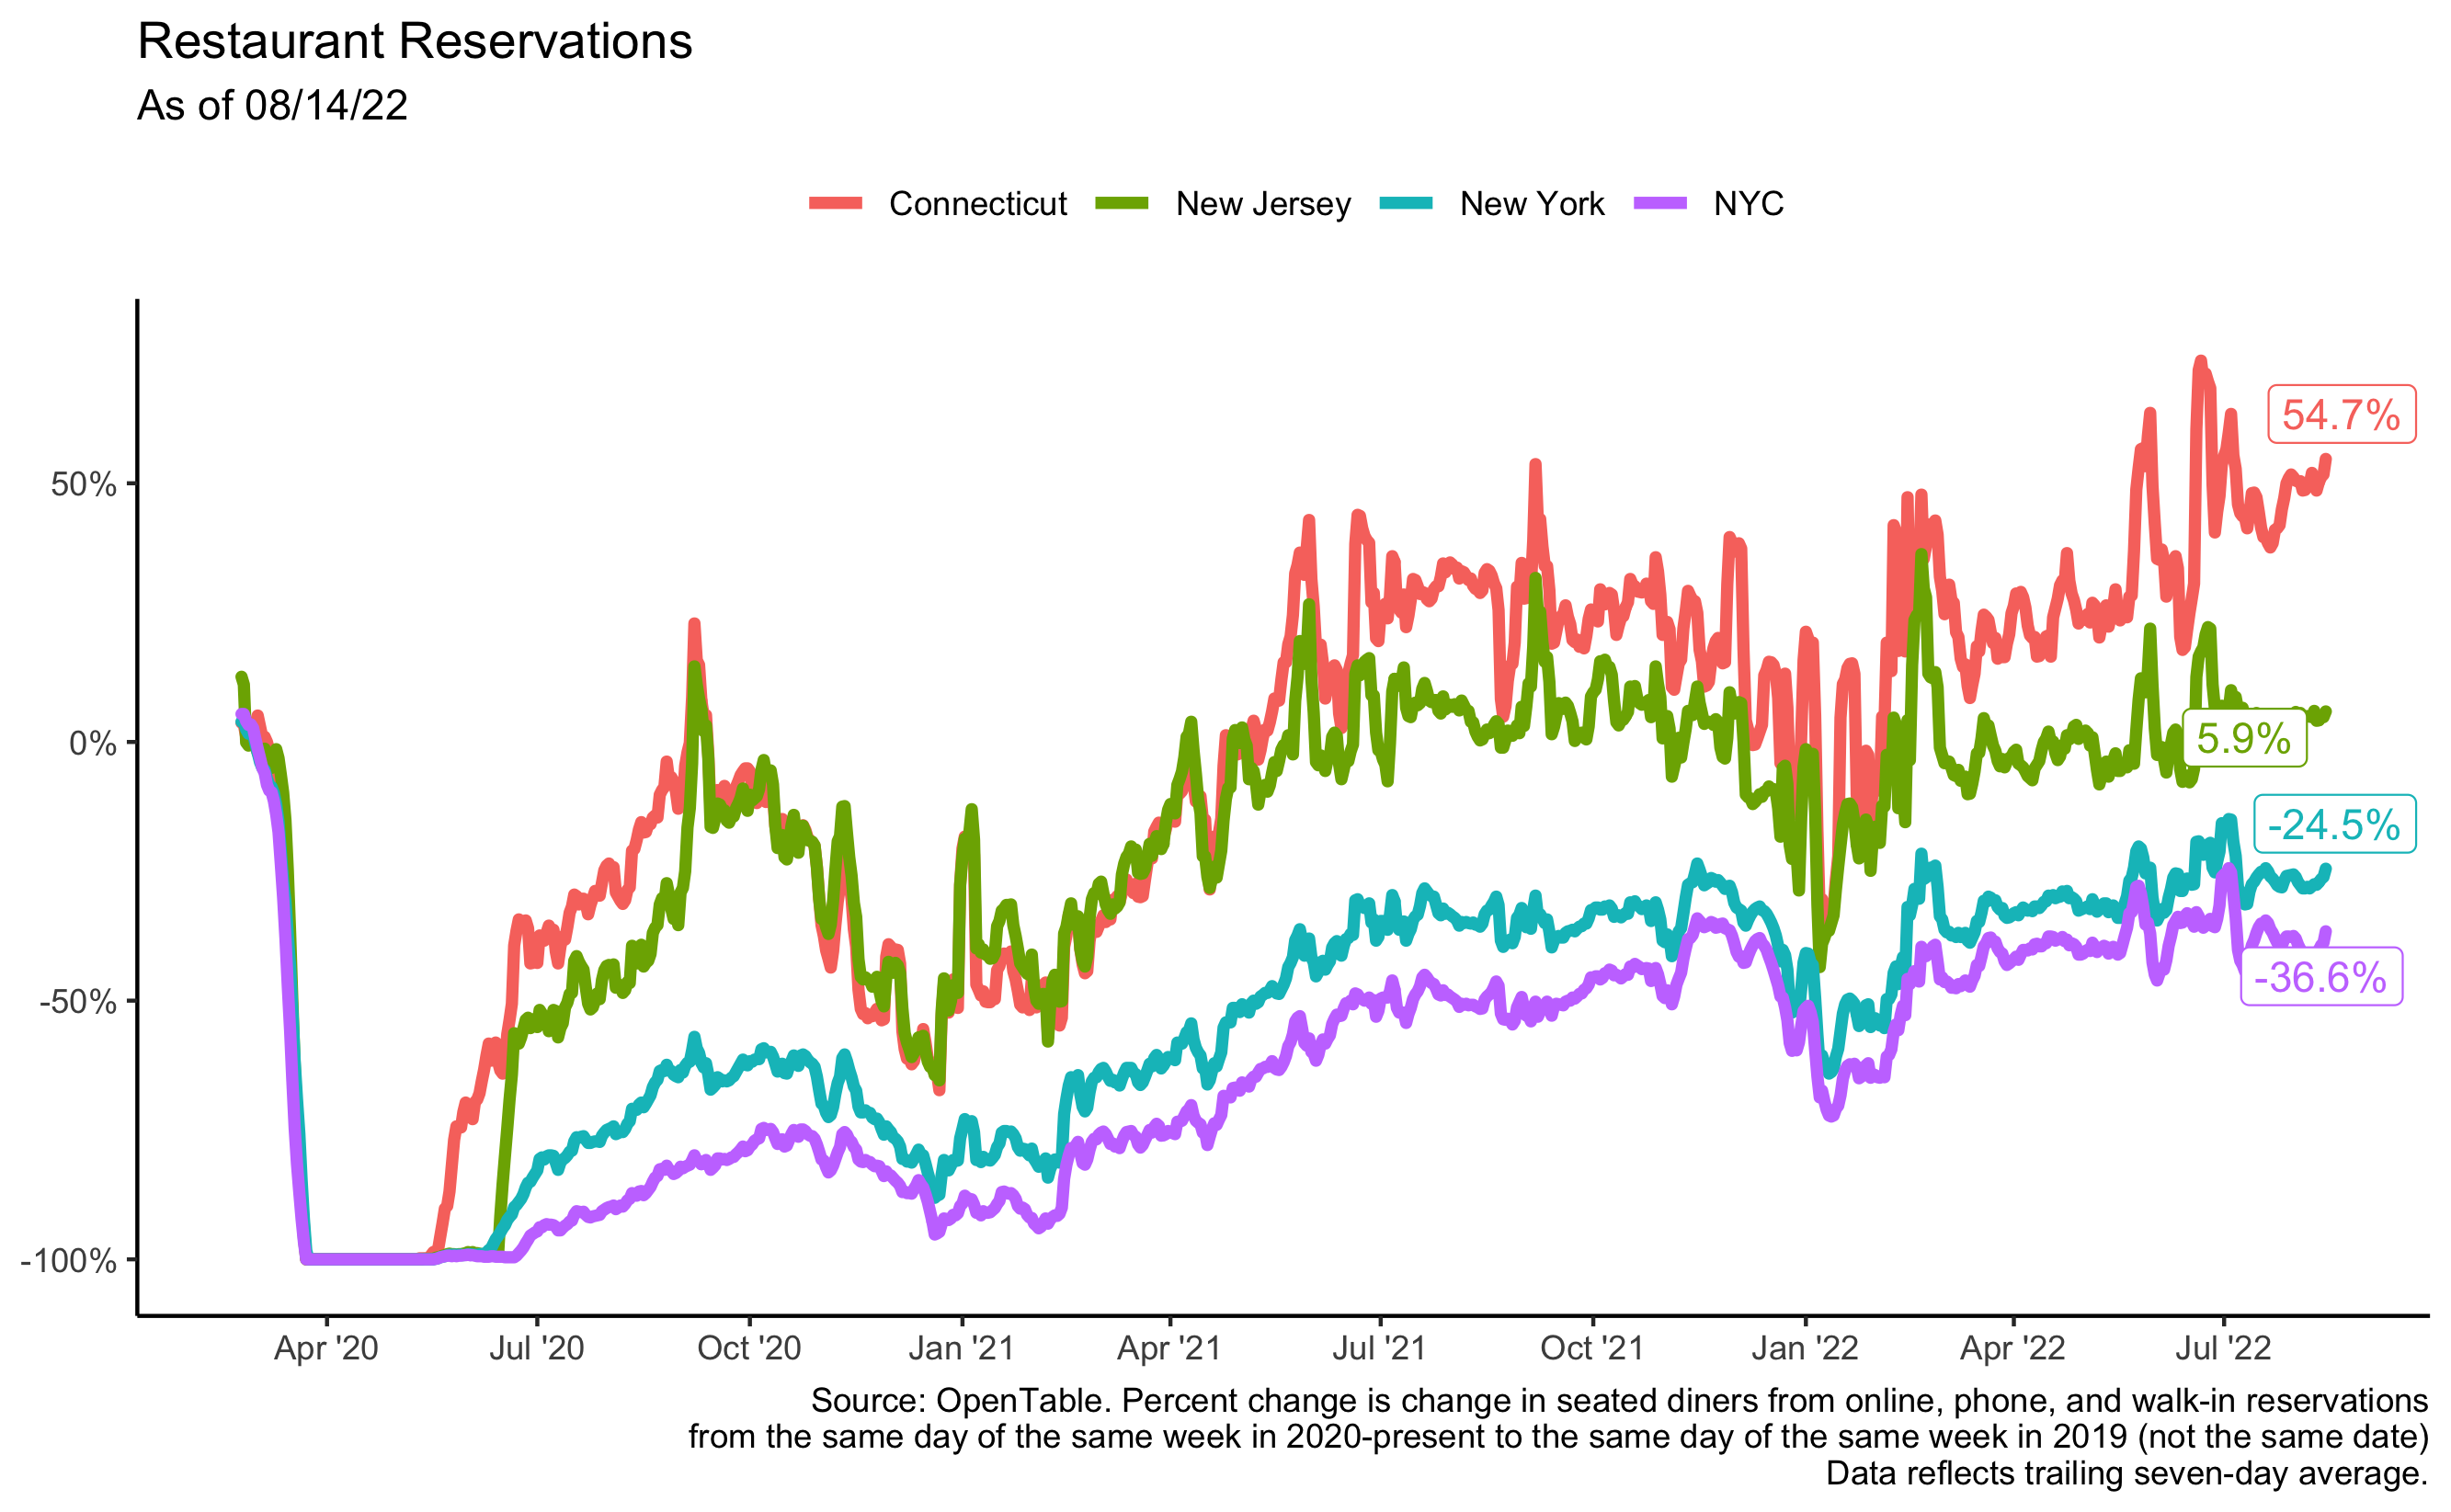 Restaurant Reservations
As of 08/14/22
Connecticut New Jersey New York NYC
54.7%
50%
5.9%
0%
-24.5%
-36.6%
-50%
-100%
Apr '20 Jul '20 Oct '20 Jan '21 Apr '21 Jul '21 Oct '21 Jan '22 Apr '22 Jul '22
Source: OpenTable. Percent change is change in seated diners from online, phone, and walk-in reservations
from the same day of the same week in 2020-present to the same day of the same week in 2019 (not the same date)
Data reflects trailing seven-day average.